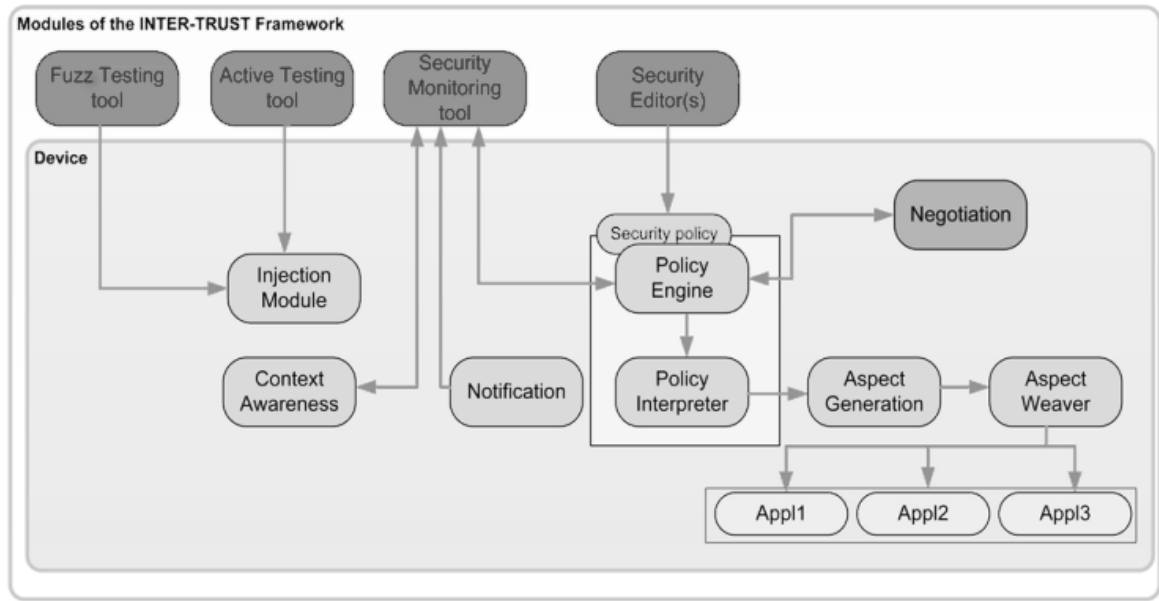 Modules of the INTER-TRUST Framework
Fuzz Testing
tool
Active Testing
tool
Security
Monitoring
tool
Security
Editor(s)
Device
Negotiation
Security policy
Policy
Engine
Injection
Module
Context
Awareness
Notification
Policy
Interpreter
Aspect
Generation
Aspect
Weaver
Appl1
Appl2
Appl3